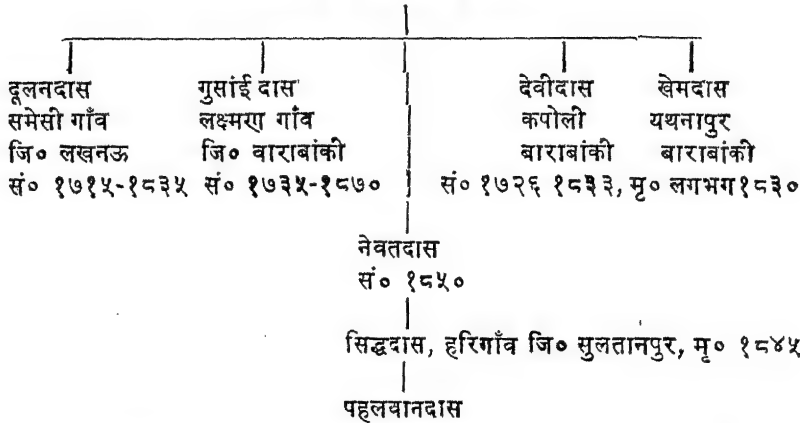 दूलनदास
समेसी गाँव
जि० लखनऊ
सं० १७१५-१८३५
गुसांई दास
लक्ष्मण गाँव
जि० वाराबांकी
सं० १७३५-१८७०
देवीदास
कपोली
बाराबांकी
सं० १७२६ १८३३,
खेमदास
यथनापुर
बाराबांकी
मृ० लगभग१८३०
नेवतदास
सं० १८५०
सिद्धदास, हरिगाँव जि० सुलतानपुर, मृ० १८४५
पहलवानदास